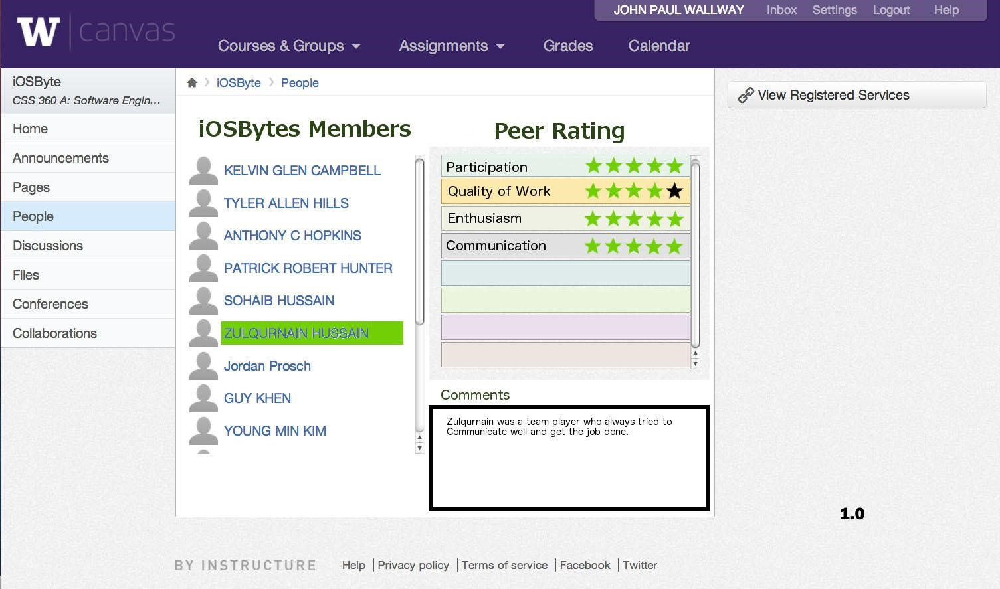 JOHN PAUL WALLWAY Inbox Settings Logout Help
W canvas
Courses & Groups Assignments Grades Calendar
iOSByte
CSS 360 A: Software Engin...
Home
Announcements
Pages
People
Discussions
Files
Conferences
Collaborations
iOSByte People
iOSBytes Members
KELVIN GLEN CAMPBELL
TYLER ALLEN HILLS
ANTHONY C HOPKINS
PATRICK ROBERT HUNTER
SOHAIB HUSSAIN
ZULQURNAIN HUSSAIN
Jordan Prosch
GUY KHEN
YOUNG MIN KIM
Peer Rating
Participation
Quality of Work
Enthusiasm
Communication
Comments
Zulqurnain was a team player who always tried to
Communicate well and get the job done.
View Registered Services
1.0
BY INSTRUCTURE Help Privacy policy Terms of service Facebook Twitter